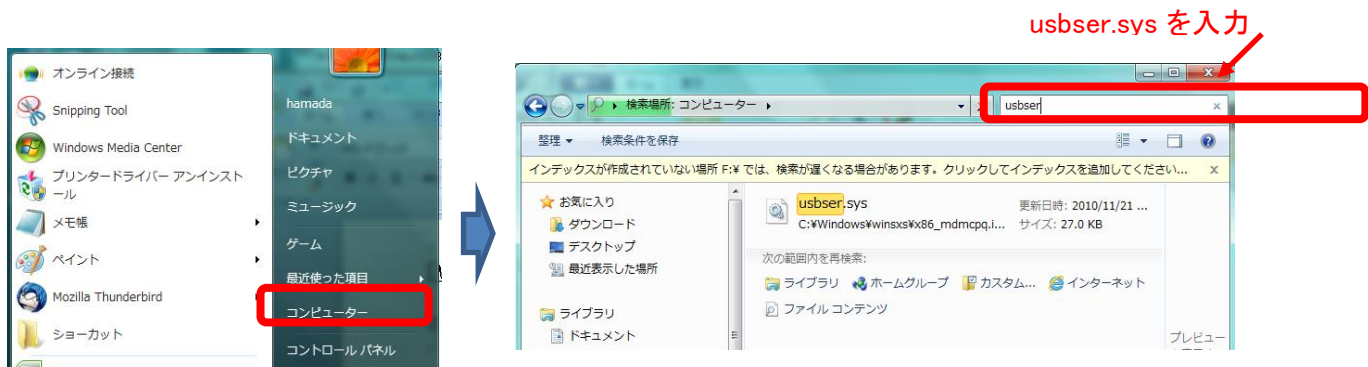 usbser.sys を入力
オンライン接続
Snipping Tool
Windows Media Center
プリンタードライバー アンインスト
ール
メモ帳
ペイント
Mozilla Thunderbird
ショーカット
hamada
ドキュメント
ピクチャ
ミュージック
ゲーム
最近使った項目
コンピューター
コントロール パネル
検索場所: コンピューター
usbser
整理
検索条件を保存
インデックスが作成されていない場所 F:¥ では、検索が遅くなる場合があります。クリックしてインデックスを追加してくださ...
お気に入り
ダウンロード
デスクトップ
最近表示した場所
ライブラリ
ドキュメント
usbser.sys
C:¥Windows¥winsxs¥x86_mdmcpq.i...
更新日時: 2010/11/21 ...
サイズ: 27.0 KB
次の範囲内を再検索:
ライブラリ ホームグループ カスタム... インターネット
ファイル コンテンツ
プレビュー